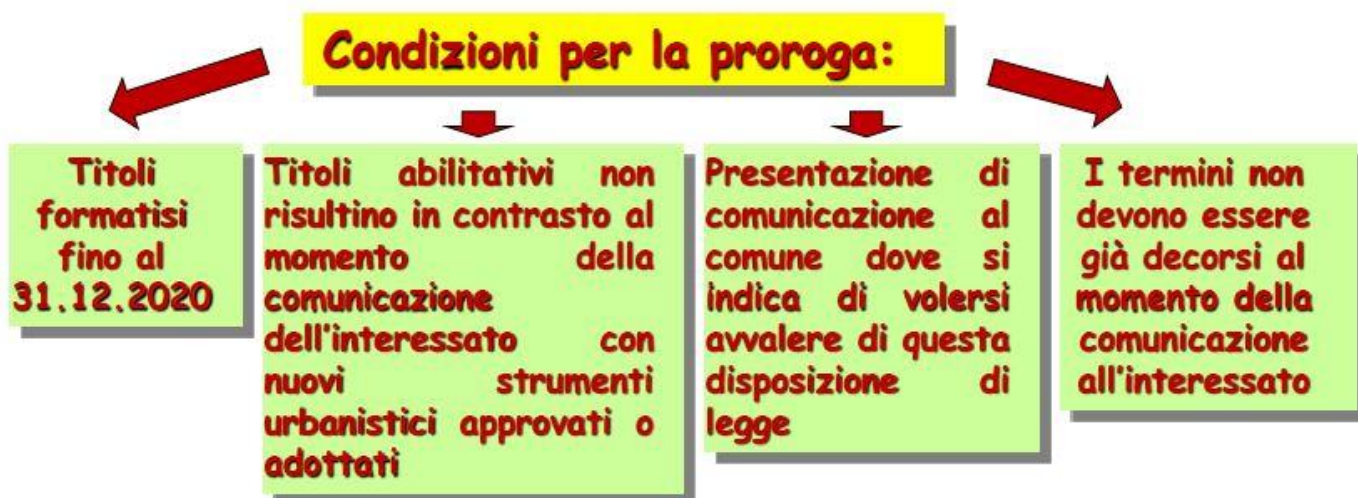 Condizioni per la proroga:
Titoli
formatisi
fino al
31.12.2020
Titoli abilitativi non
risultino in contrasto al
momento della
comunicazione
dell'interessato con
nuovi strumenti
urbanistici approvati o
adottati
Presentazione di
comunicazione al
comune dove si
indica di volersi
avvalere di questa
disposizione di
legge
I termini non
devono essere
già decorsi al
momento della
comunicazione
all'interessato